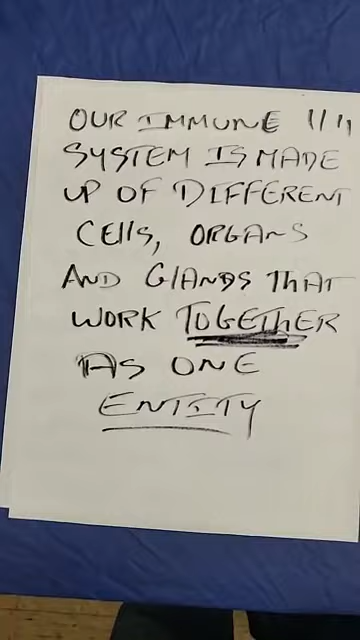 OUR IMMUNE
SYSTEM IS MADE
UP OF DIFFERENT
CEllS, ORGANS
AND GlANDS THAT
WORK TOGETHER
AS ONE
ENTITY